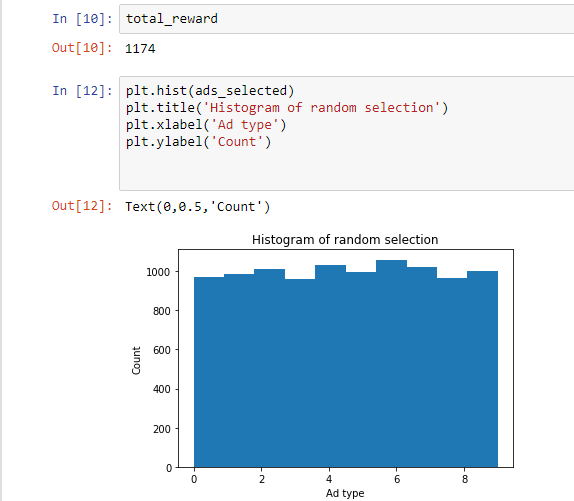 In [10]: total_reward
Out[10]: 1174
In [12]: plt.hist(ads_selected)
plt.title('Histogram of random selection')
plt.xlabel('Ad type')
plt.ylabel('Count')
Out[12]: Text(0,0.5,'Count')
Histogram of random selection
1000
800
600
400
200
0
Count
0 2 4 6 8
Ad type